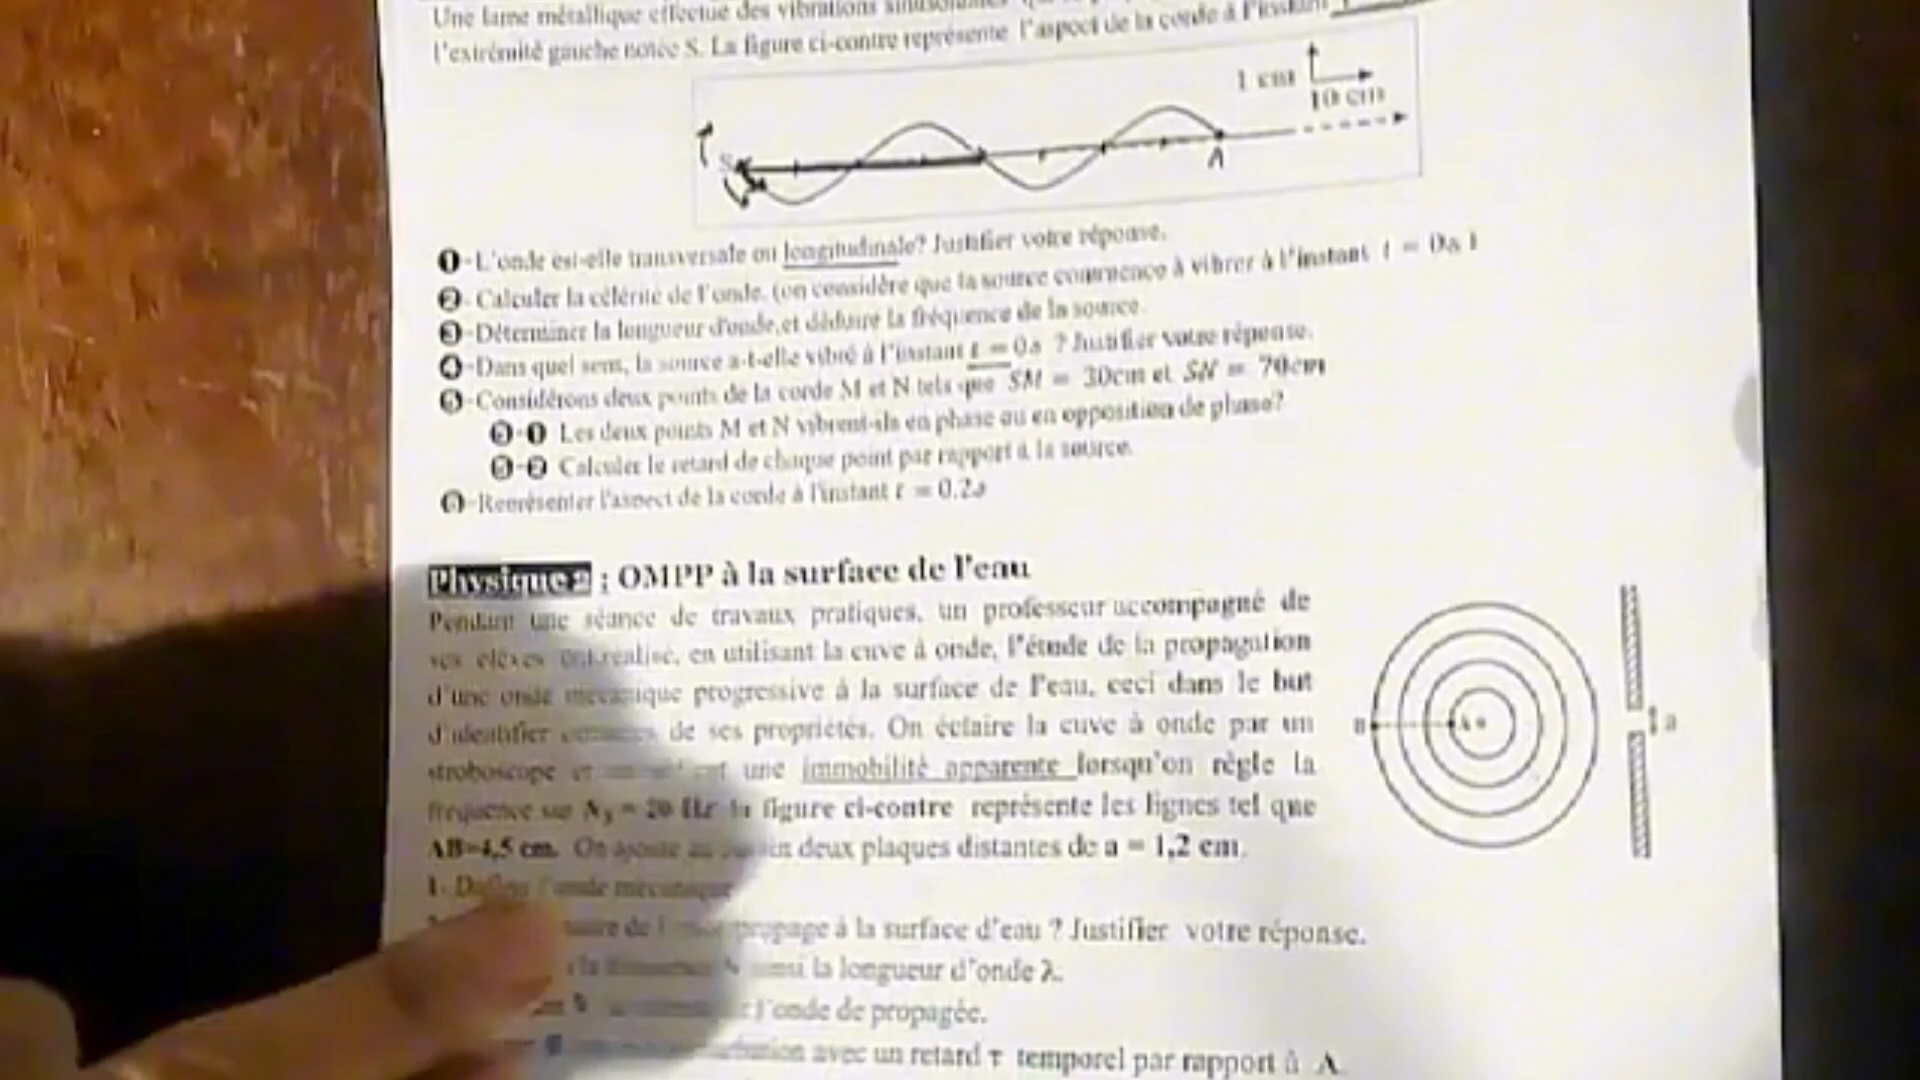 Une lame métallique effectue des vibrations
l'extrémité gauche notée S. La figure ci-contre représente l'aspect de la corde à l'instant
1 cm
10 cm
S
A
❶-L'onde est-elle transversale ou longitudinale? Justifier votre réponse.
❷- Calculer la célérité de l'onde. (on considère que la source commence à vibrer à l'instant t = 0s )
❸-Déterminer la longueur d'onde,et déduire la fréquence de la source.
❹-Dans quel sens, la source a-t-elle vibré à l'instant t = 0s ? Justifier votre réponse.
❺-Considérons deux points de la corde M et N tels que SM = 30cm et SN = 70cm
❺-❶ Les deux points M et N vibrent-ils en phase ou en opposition de phase?
❺-❷ Calculer le retard de chaque point par rapport à la source.
❻-Représenter l'aspect de la corde à l'instant t = 0.2s
Physique 2 : OMPP à la surface de l'eau
Pendant une séance de travaux pratiques, un professeur accompagné de
ses élèves ont réalisé, en utilisant la cuve à onde, l'étude de la propagation
d'une onde mécanique progressive à la surface de l'eau, ceci dans le but
d'identifier de ses propriétés. On éclaire la cuve à onde par un
stroboscope et une immobilité apparente lorsqu'on règle la
fréquence sur Ns = 20 Hz la figure ci-contre représente les lignes tel que
AB=4,5 cm. On ajoute au deux plaques distantes de a = 1,2 cm.
B
A
a
1- Définir l'onde mécanique
propage à la surface d'eau ? Justifier votre réponse.
la longueur d'onde λ.
l'onde de propagée.
avec un retard τ temporel par rapport à A